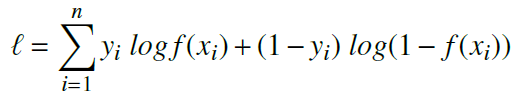 ℓ = ∑_{i=1}^{n} y_i log f(x_i) + (1 − y_i) log(1 − f(x_i))